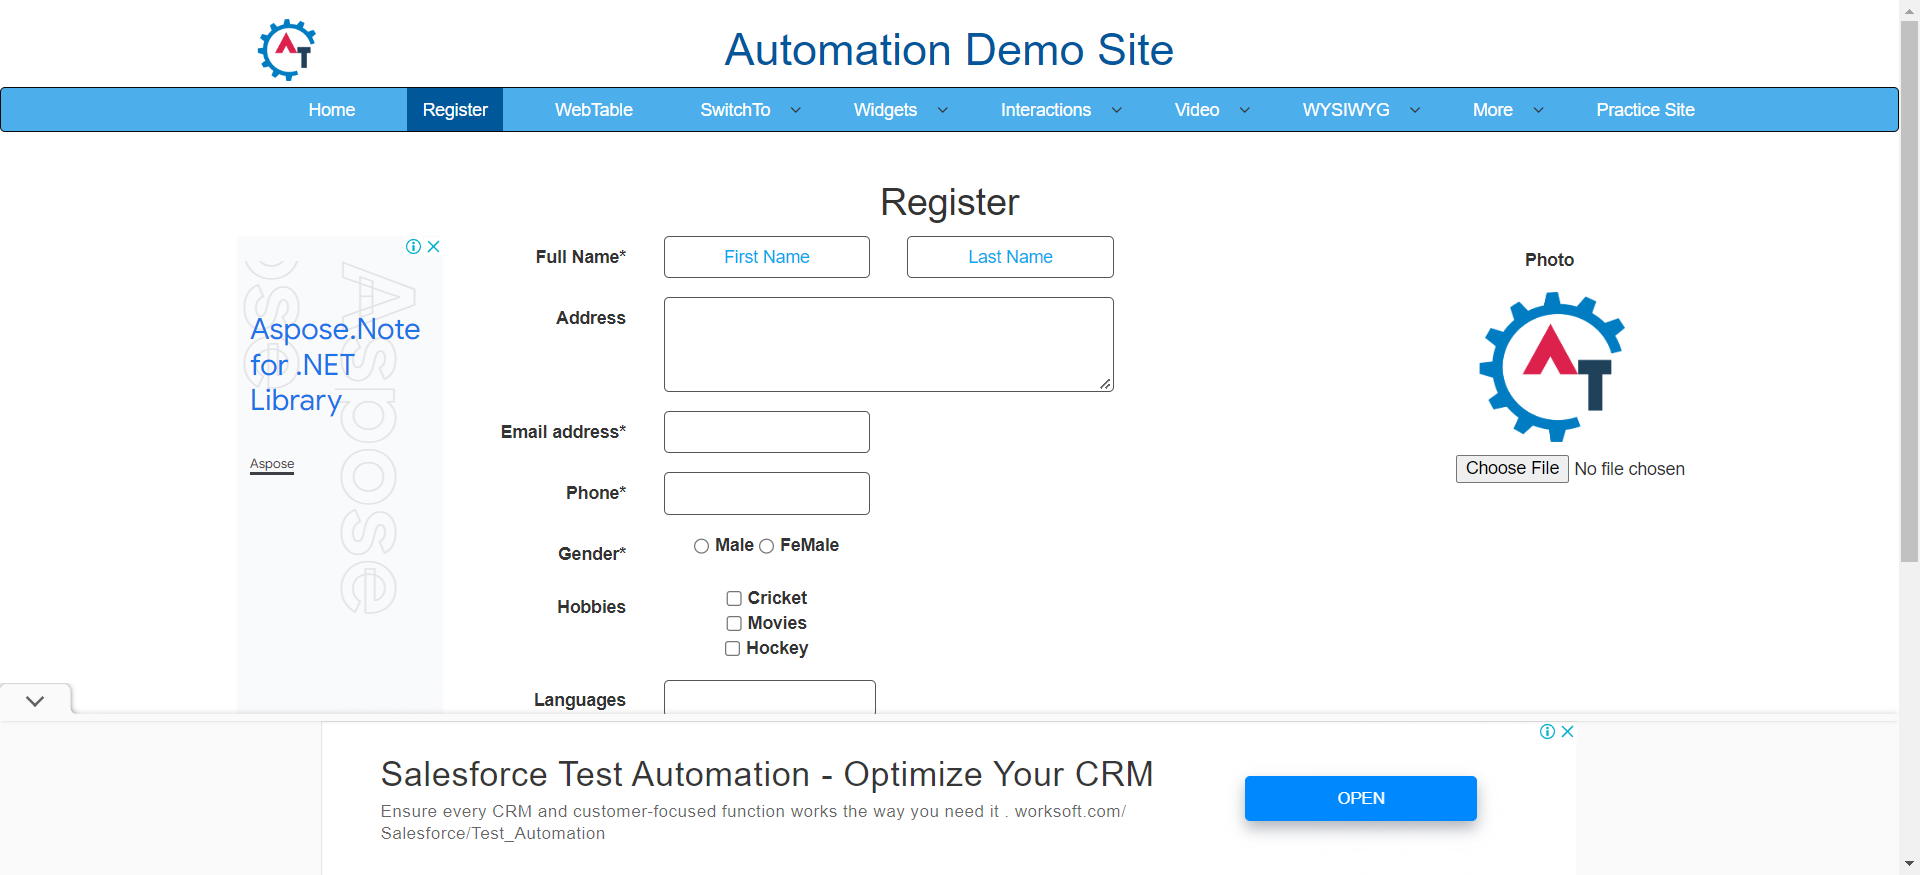 AT
Automation Demo Site
Home Register WebTable SwitchTo Widgets Interactions Video WYSIWYG More Practice Site
Register
Full Name* First Name Last Name
Photo
Address
AT
Email address*
Choose File No file chosen
Phone*
Gender* Male FeMale
Hobbies
Cricket
Movies
Hockey
Languages
Aspose
Aspose.Note
for .NET
Library
Aspose
Salesforce Test Automation - Optimize Your CRM
Ensure every CRM and customer-focused function works the way you need it . worksoft.com/
Salesforce/Test_Automation
OPEN